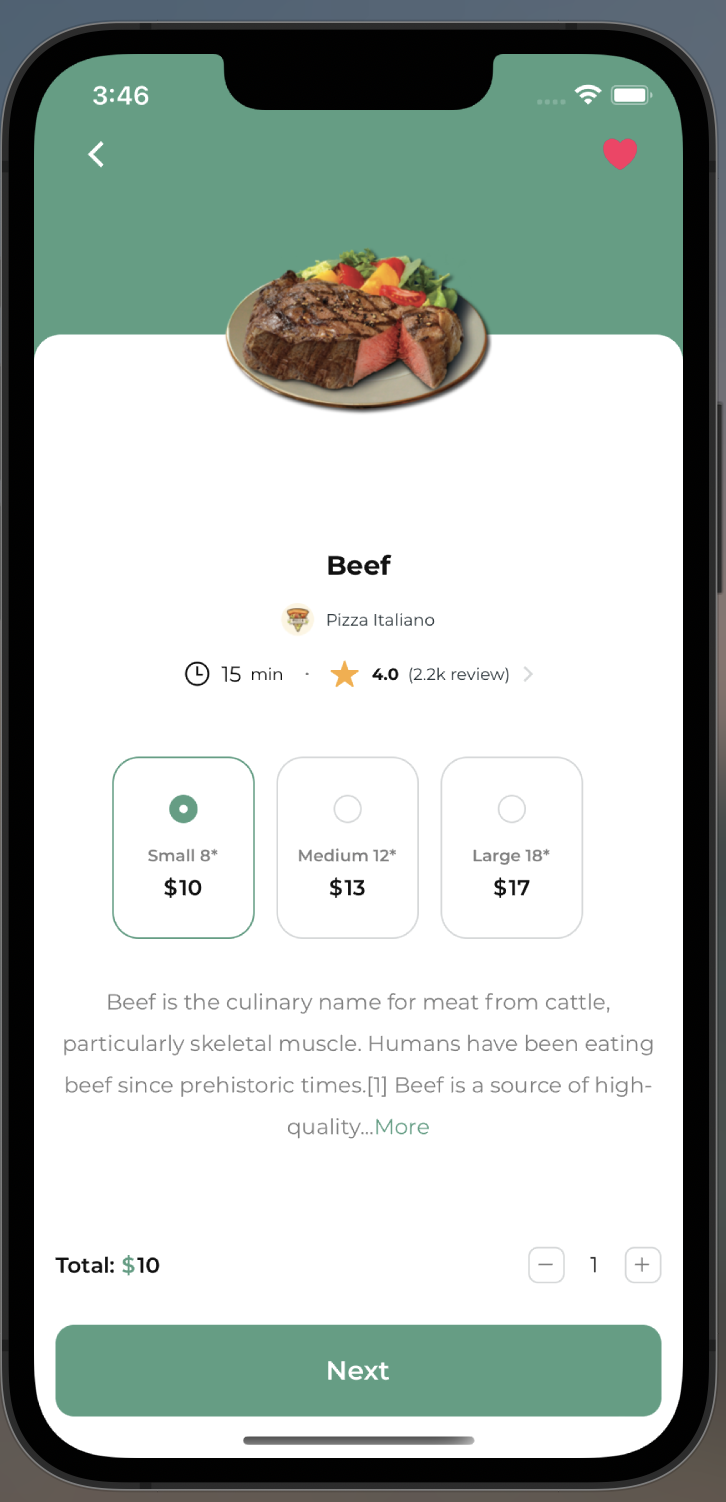 3:46
Beef
Pizza Italiano
15 min · 4.0 (2.2k review)
Small 8* Medium 12* Large 18*
$10 $13 $17
Beef is the culinary name for meat from cattle,
particularly skeletal muscle. Humans have been eating
beef since prehistoric times.[1] Beef is a source of high-
quality...More
Total: $10 1
Next